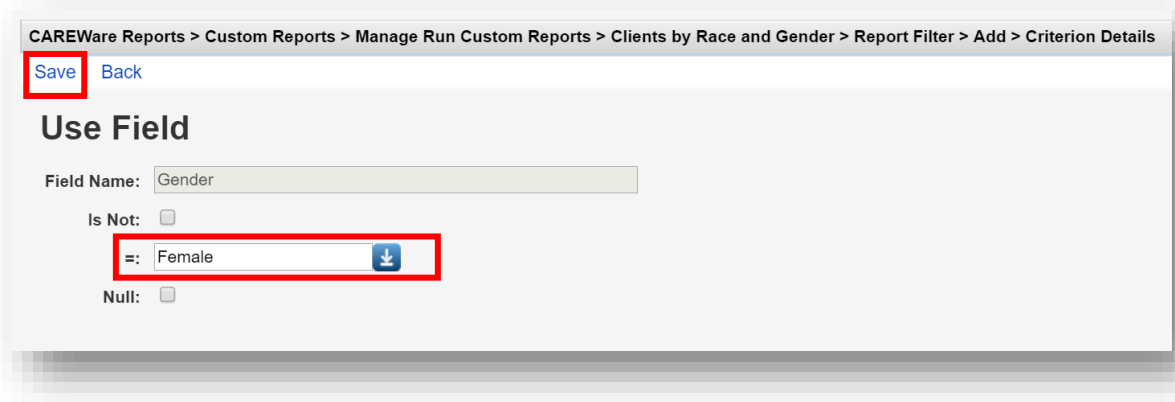 CAREWare Reports > Custom Reports > Manage Run Custom Reports > Clients by Race and Gender > Report Filter > Add > Criterion Details
Save Back
Use Field
Field Name: Gender
Is Not:
=: Female
Null: